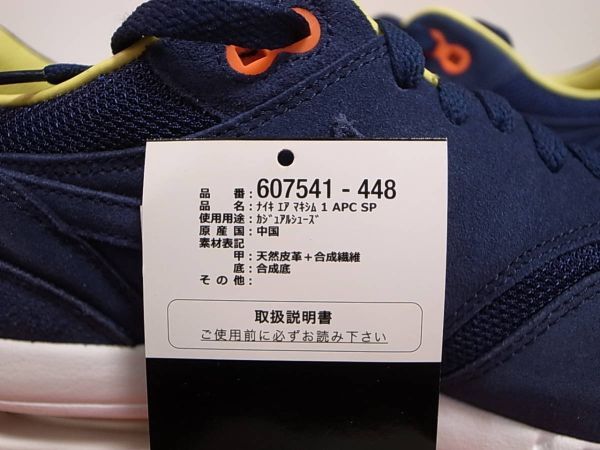 品　番：607541 - 448
品　名：ﾅｲｷ ｴｱ ﾏｷｼﾑ 1 APC SP
使用用途：ｶｼﾞｭｱﾙｼｭｰｽﾞ
原 産 国：中国
素材表記
甲：天然皮革＋合成繊維
底：合成底
そ の 他：
取扱説明書
ご使用前に必ずお読み下さい